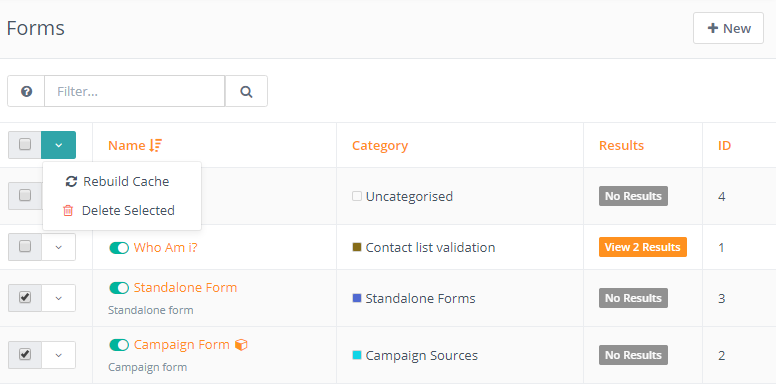 Forms
New
Filter...
Name
Category
Results
ID
Rebuild Cache
Delete Selected
Uncategorised
No Results
4
Who Am i?
Contact list validation
View 2 Results
1
Standalone Form
Standalone form
Standalone Forms
No Results
3
Campaign Form
Campaign form
Campaign Sources
No Results
2